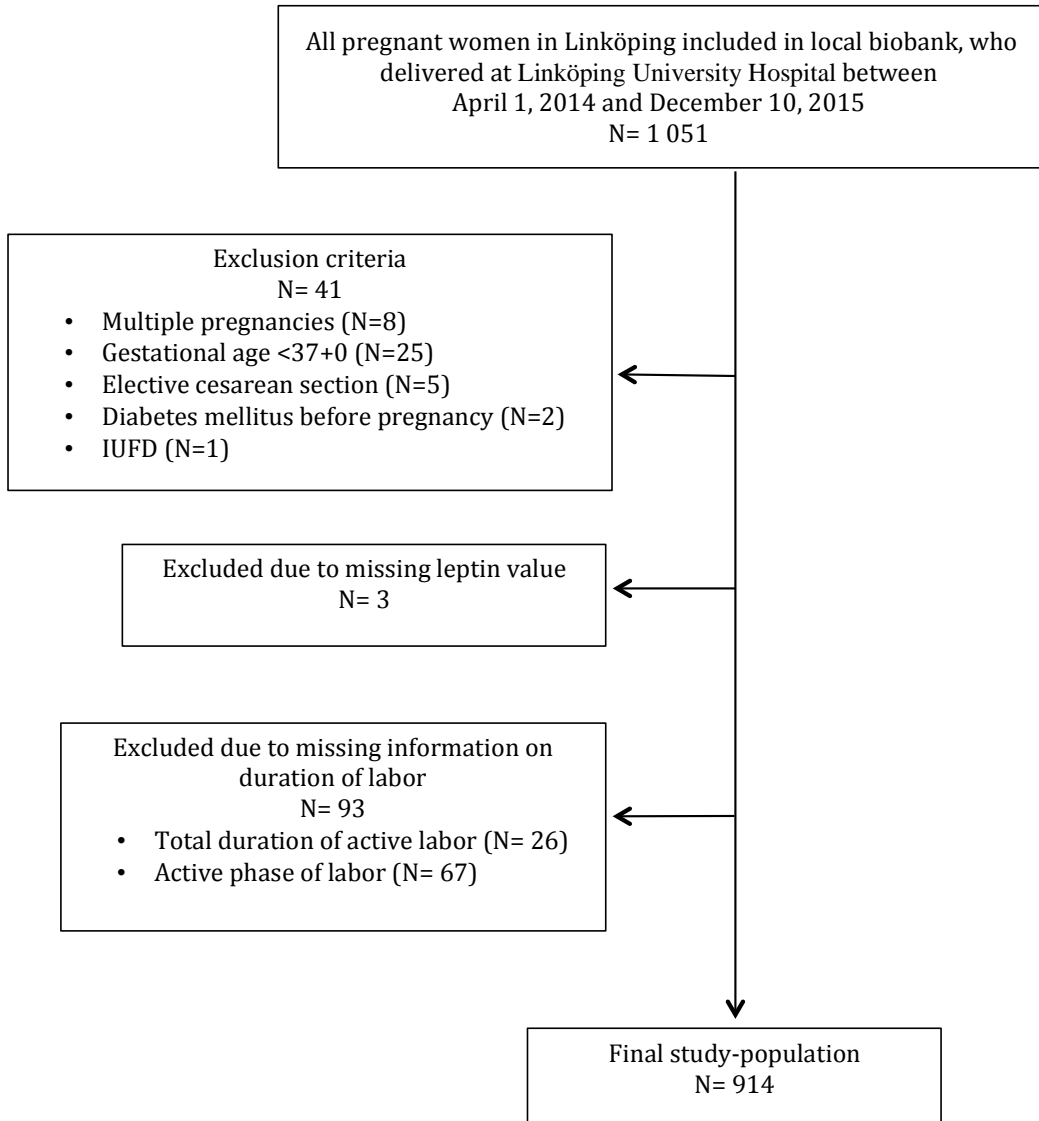 All pregnant women in Linköping included in local biobank, who
delivered at Linköping University Hospital between
April 1, 2014 and December 10, 2015
N= 1 051
Exclusion criteria
N= 41
• Multiple pregnancies (N=8)
• Gestational age <37+0 (N=25)
• Elective cesarean section (N=5)
• Diabetes mellitus before pregnancy (N=2)
• IUFD (N=1)
Excluded due to missing leptin value
N= 3
Excluded due to missing information on
duration of labor
N= 93
• Total duration of active labor (N= 26)
• Active phase of labor (N= 67)
Final study-population
N= 914